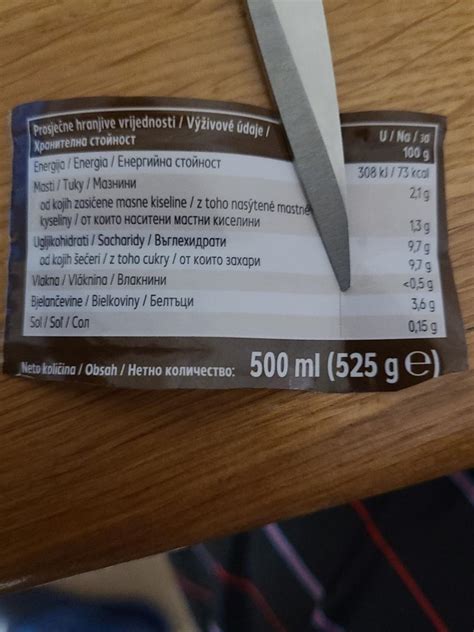 Prosječne hranjive vrijednosti / Výživové údaje /
Хранителна стойност
U / Na / за
100 g
Energija / Energia / Енергийна стойност 308 kJ / 73 kcal
Masti / Tuky / Мазнини 2,1 g
od kojih zasićene masne kiseline / z toho nasýtené mastné
kyseliny / от които наситени мастни киселини 1,3 g
Ugljikohidrati / Sacharidy / Въглехидрати 9,7 g
od kojih šećeri / z toho cukry / от които захари 9,7 g
Vlakna / Vláknina / Влакнини <0,5 g
Bjelančevine / Bielkoviny / Белтъци 3,6 g
Sol / Soľ / Сол 0,15 g
Neto količina / Obsah / Нетно количество: 500 ml (525 g e)